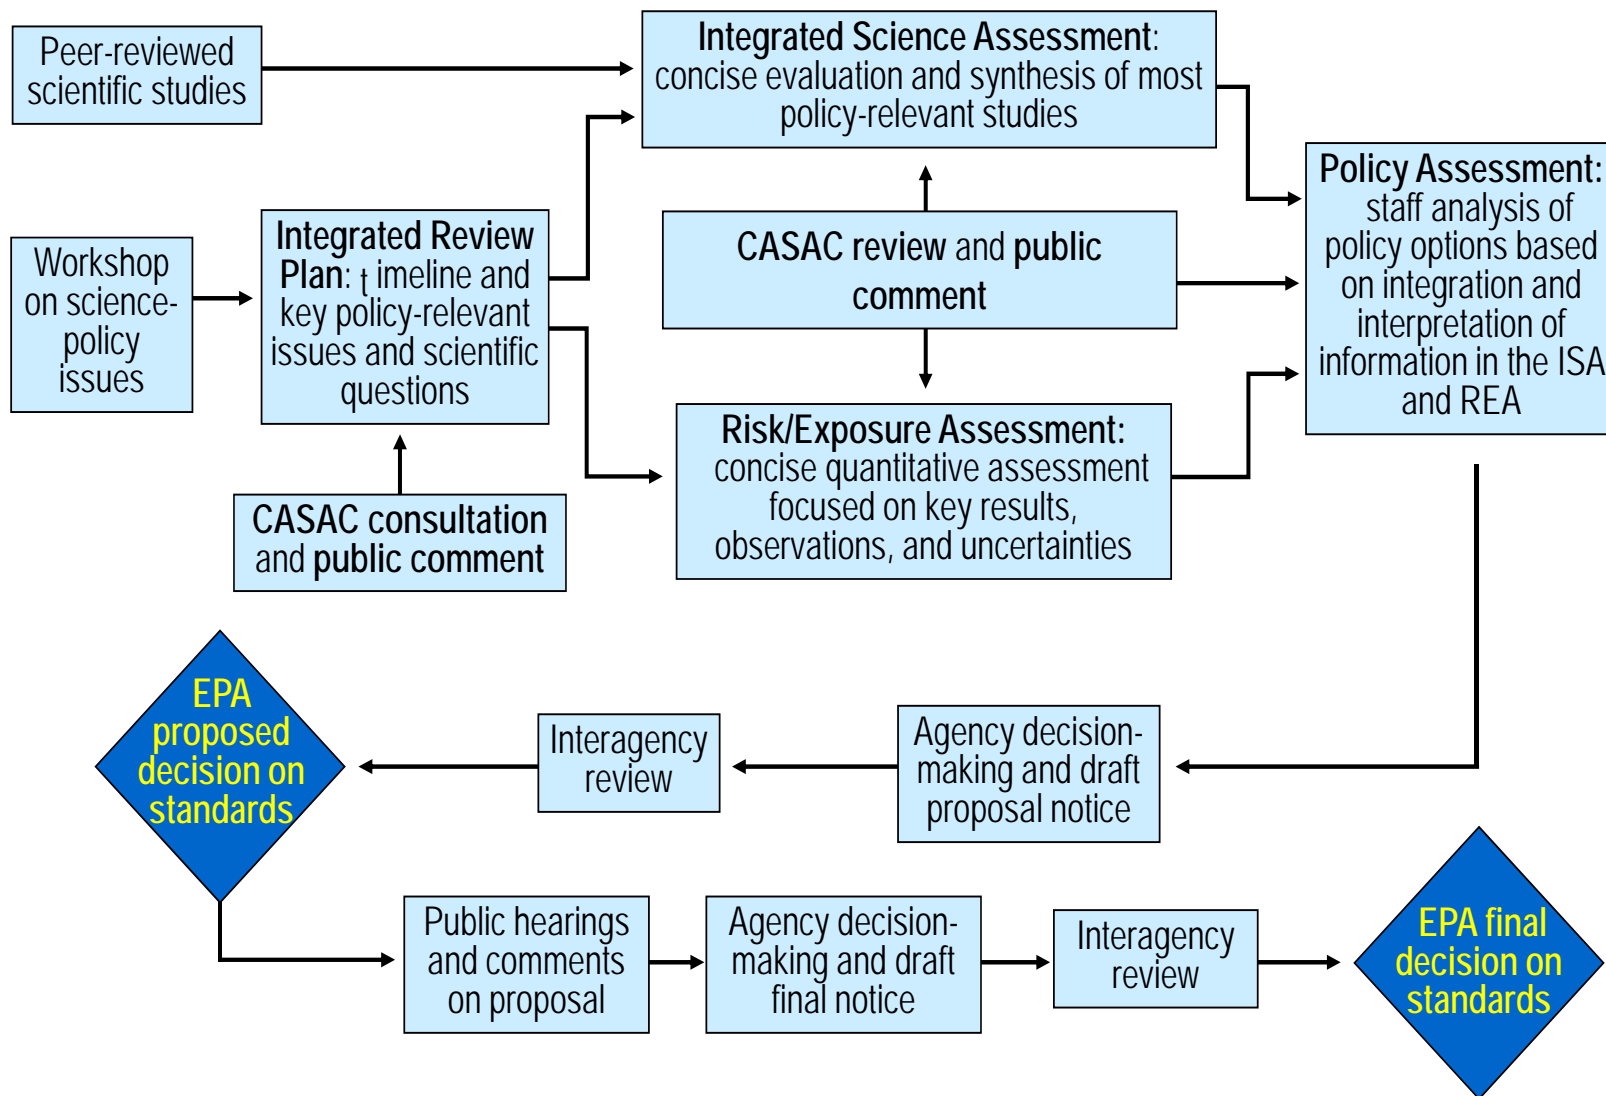 Peer-reviewed
scientific studies
Integrated Science Assessment:
concise evaluation and synthesis of most
policy-relevant studies
Workshop
on science-
policy
issues
Integrated Review
Plan: t imeline and
key policy-relevant
issues and scientific
questions
CASAC review and public
comment
Policy Assessment:
staff analysis of
policy options based
on integration and
interpretation of
information in the ISA
and REA
CASAC consultation
and public comment
Risk/Exposure Assessment:
concise quantitative assessment
focused on key results,
observations, and uncertainties
EPA
proposed
decision on
standards
Interagency
review
Agency decision-
making and draft
proposal notice
Public hearings
and comments
on proposal
Agency decision-
making and draft
final notice
Interagency
review
EPA final
decision on
standards